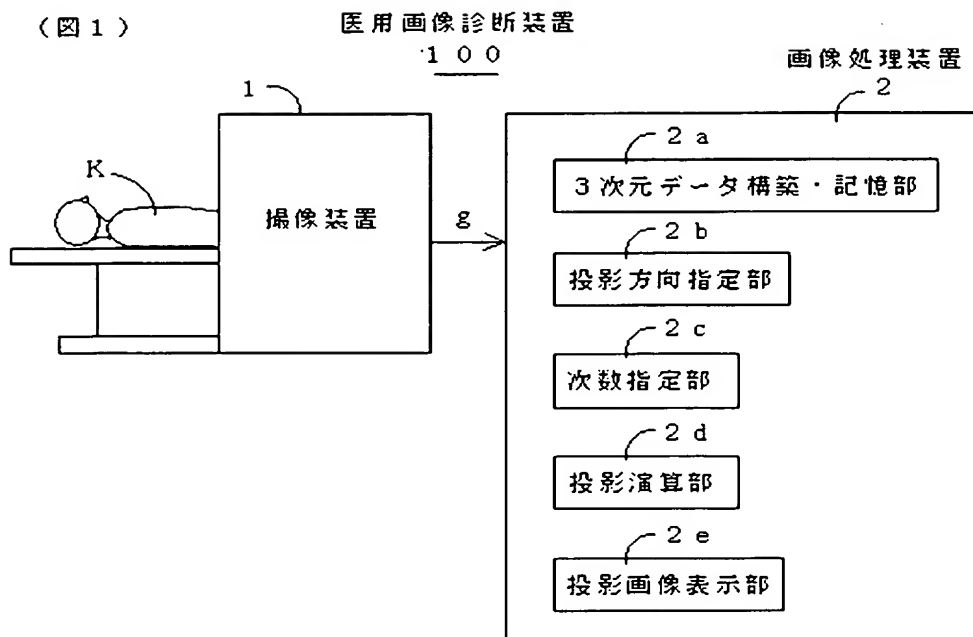 （図１）
医用画像診断装置
１００
画像処理装置
1
2
K
撮像装置
g
2a
３次元データ構築・記憶部
2b
投影方向指定部
2c
次数指定部
2d
投影演算部
2e
投影画像表示部